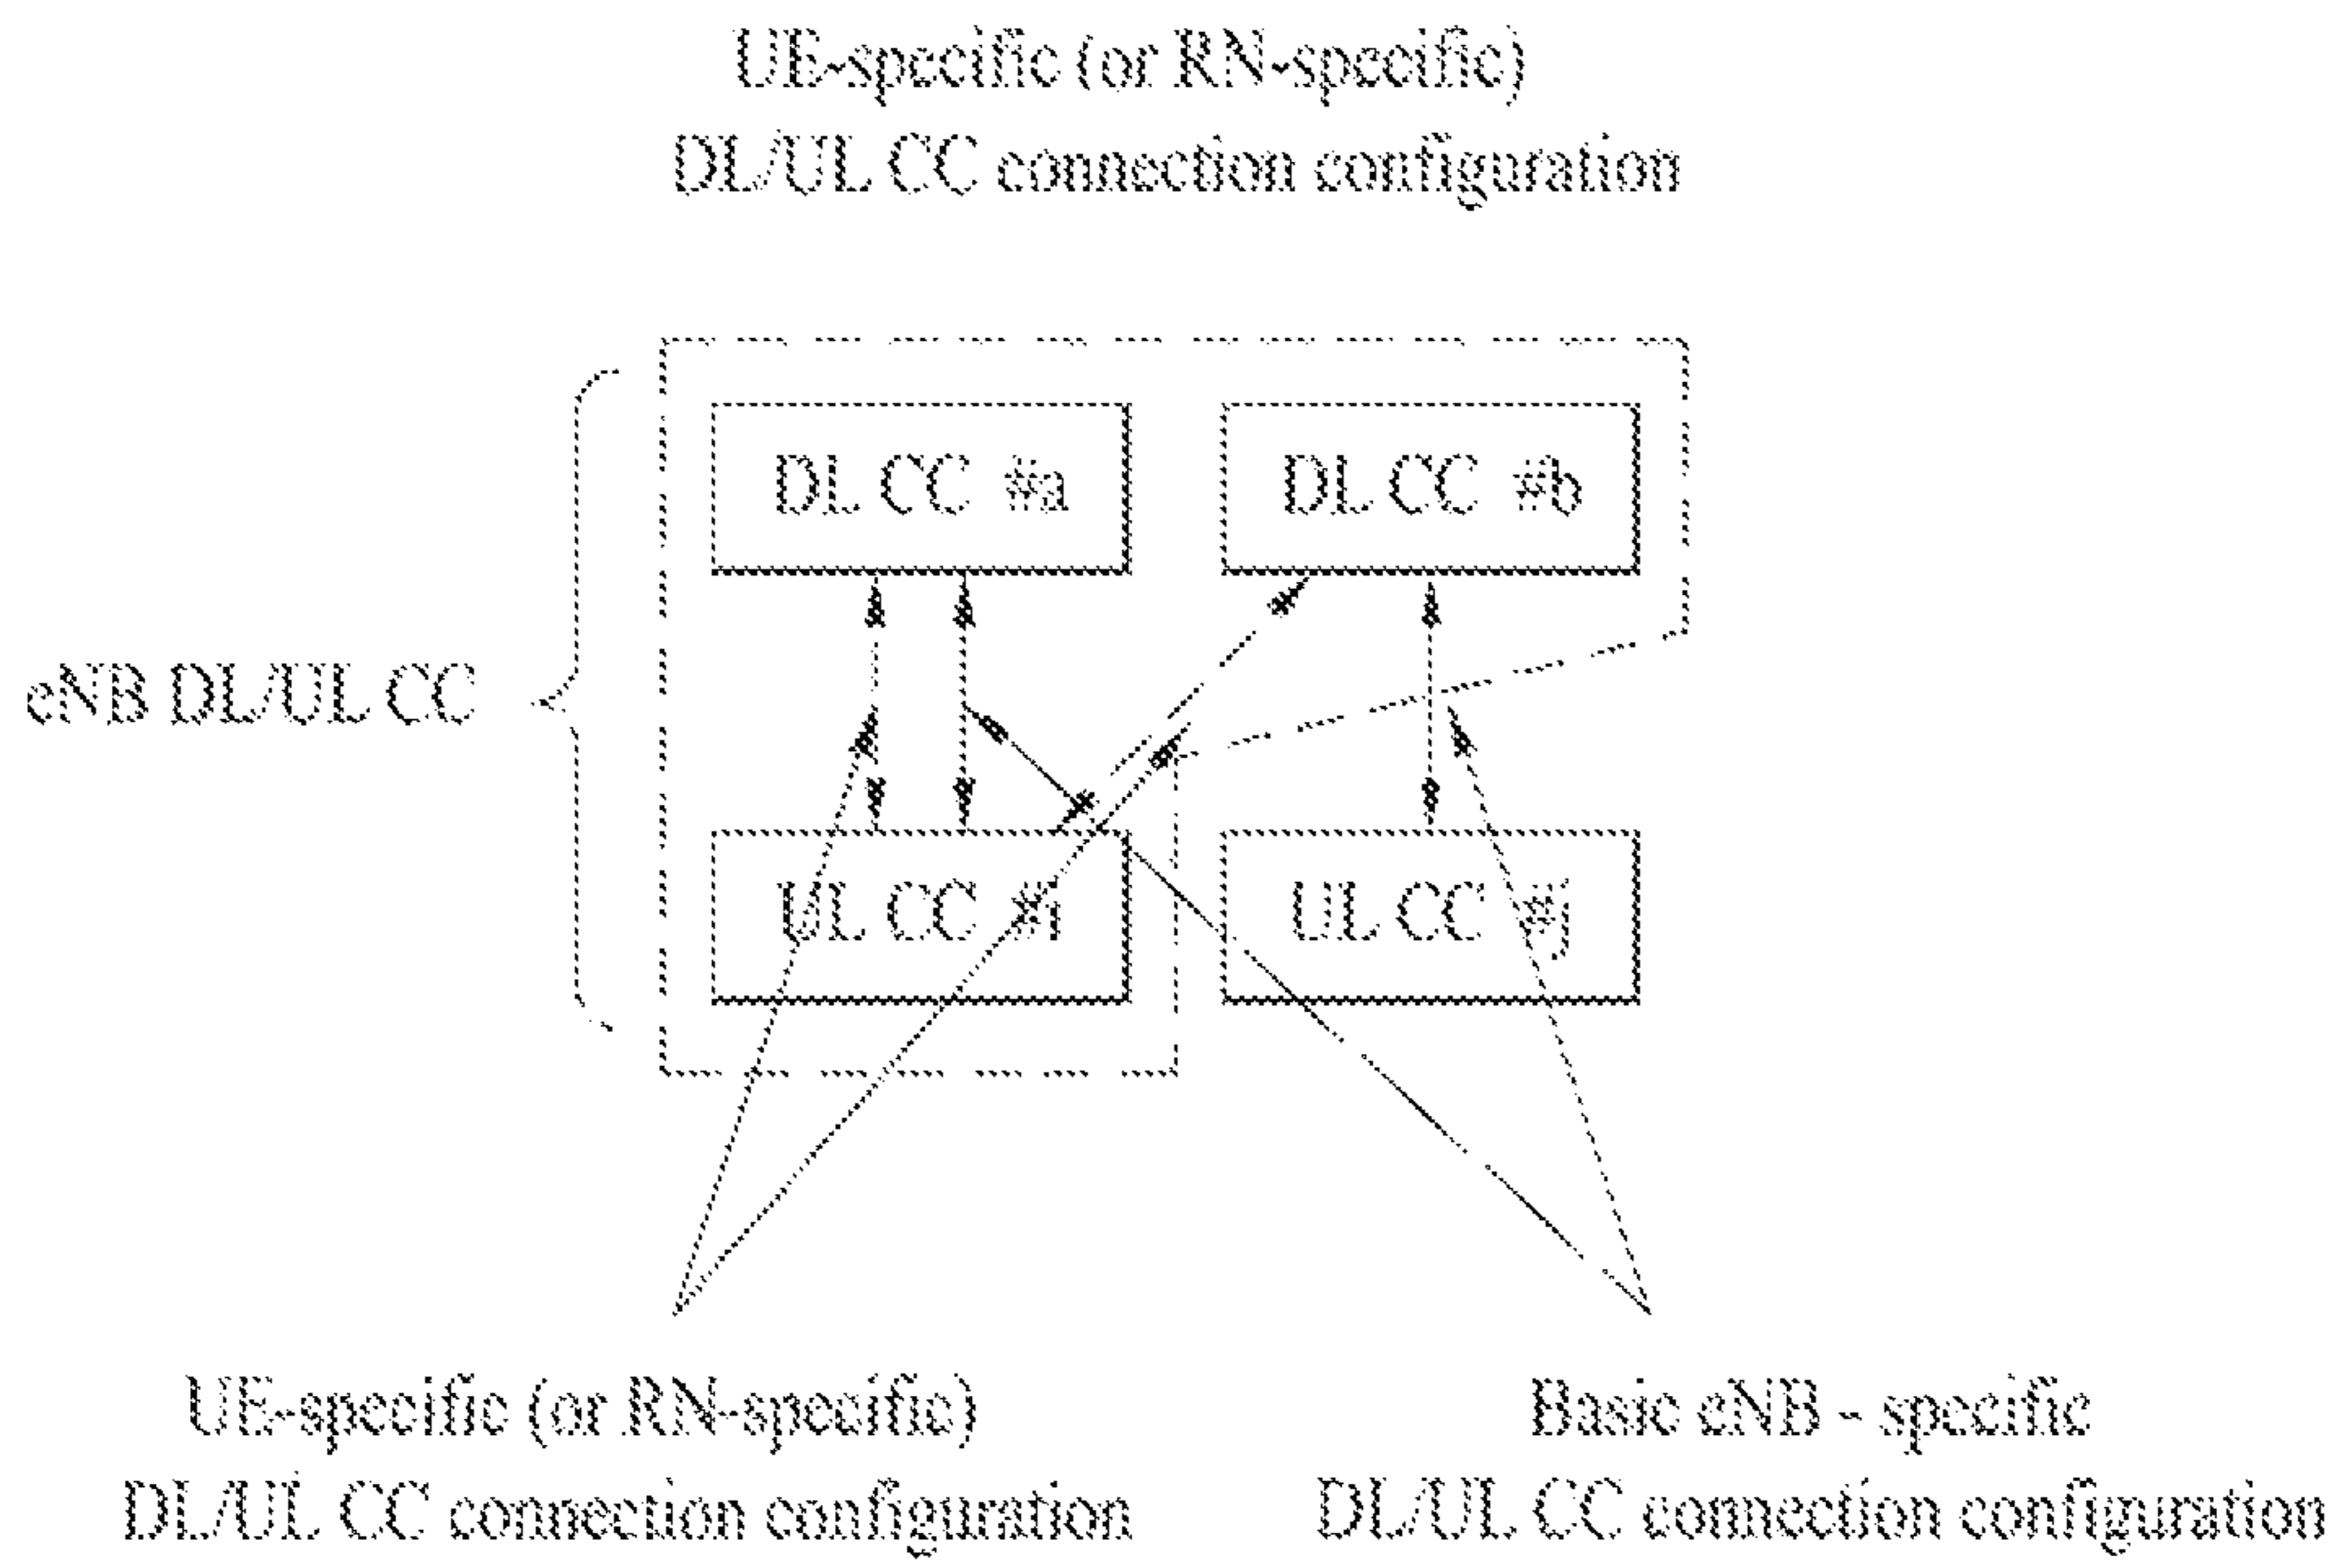 UE-specific (or RN-specific)
DL/UL CC connection configuration
DL CC #a
DL CC #b
eNB DL/UL CC
UL CC #i
UL CC #j
UE-specific (or RN-specific)
DL/UL CC connection configuration
Basic eNB - specific
DL/UL CC connection configuration